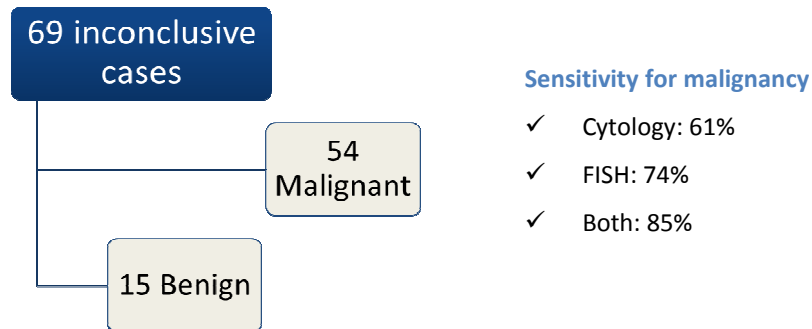 69 inconclusive
cases
54
Malignant
15 Benign
Sensitivity for malignancy
✓ Cytology: 61%
✓ FISH: 74%
✓ Both: 85%